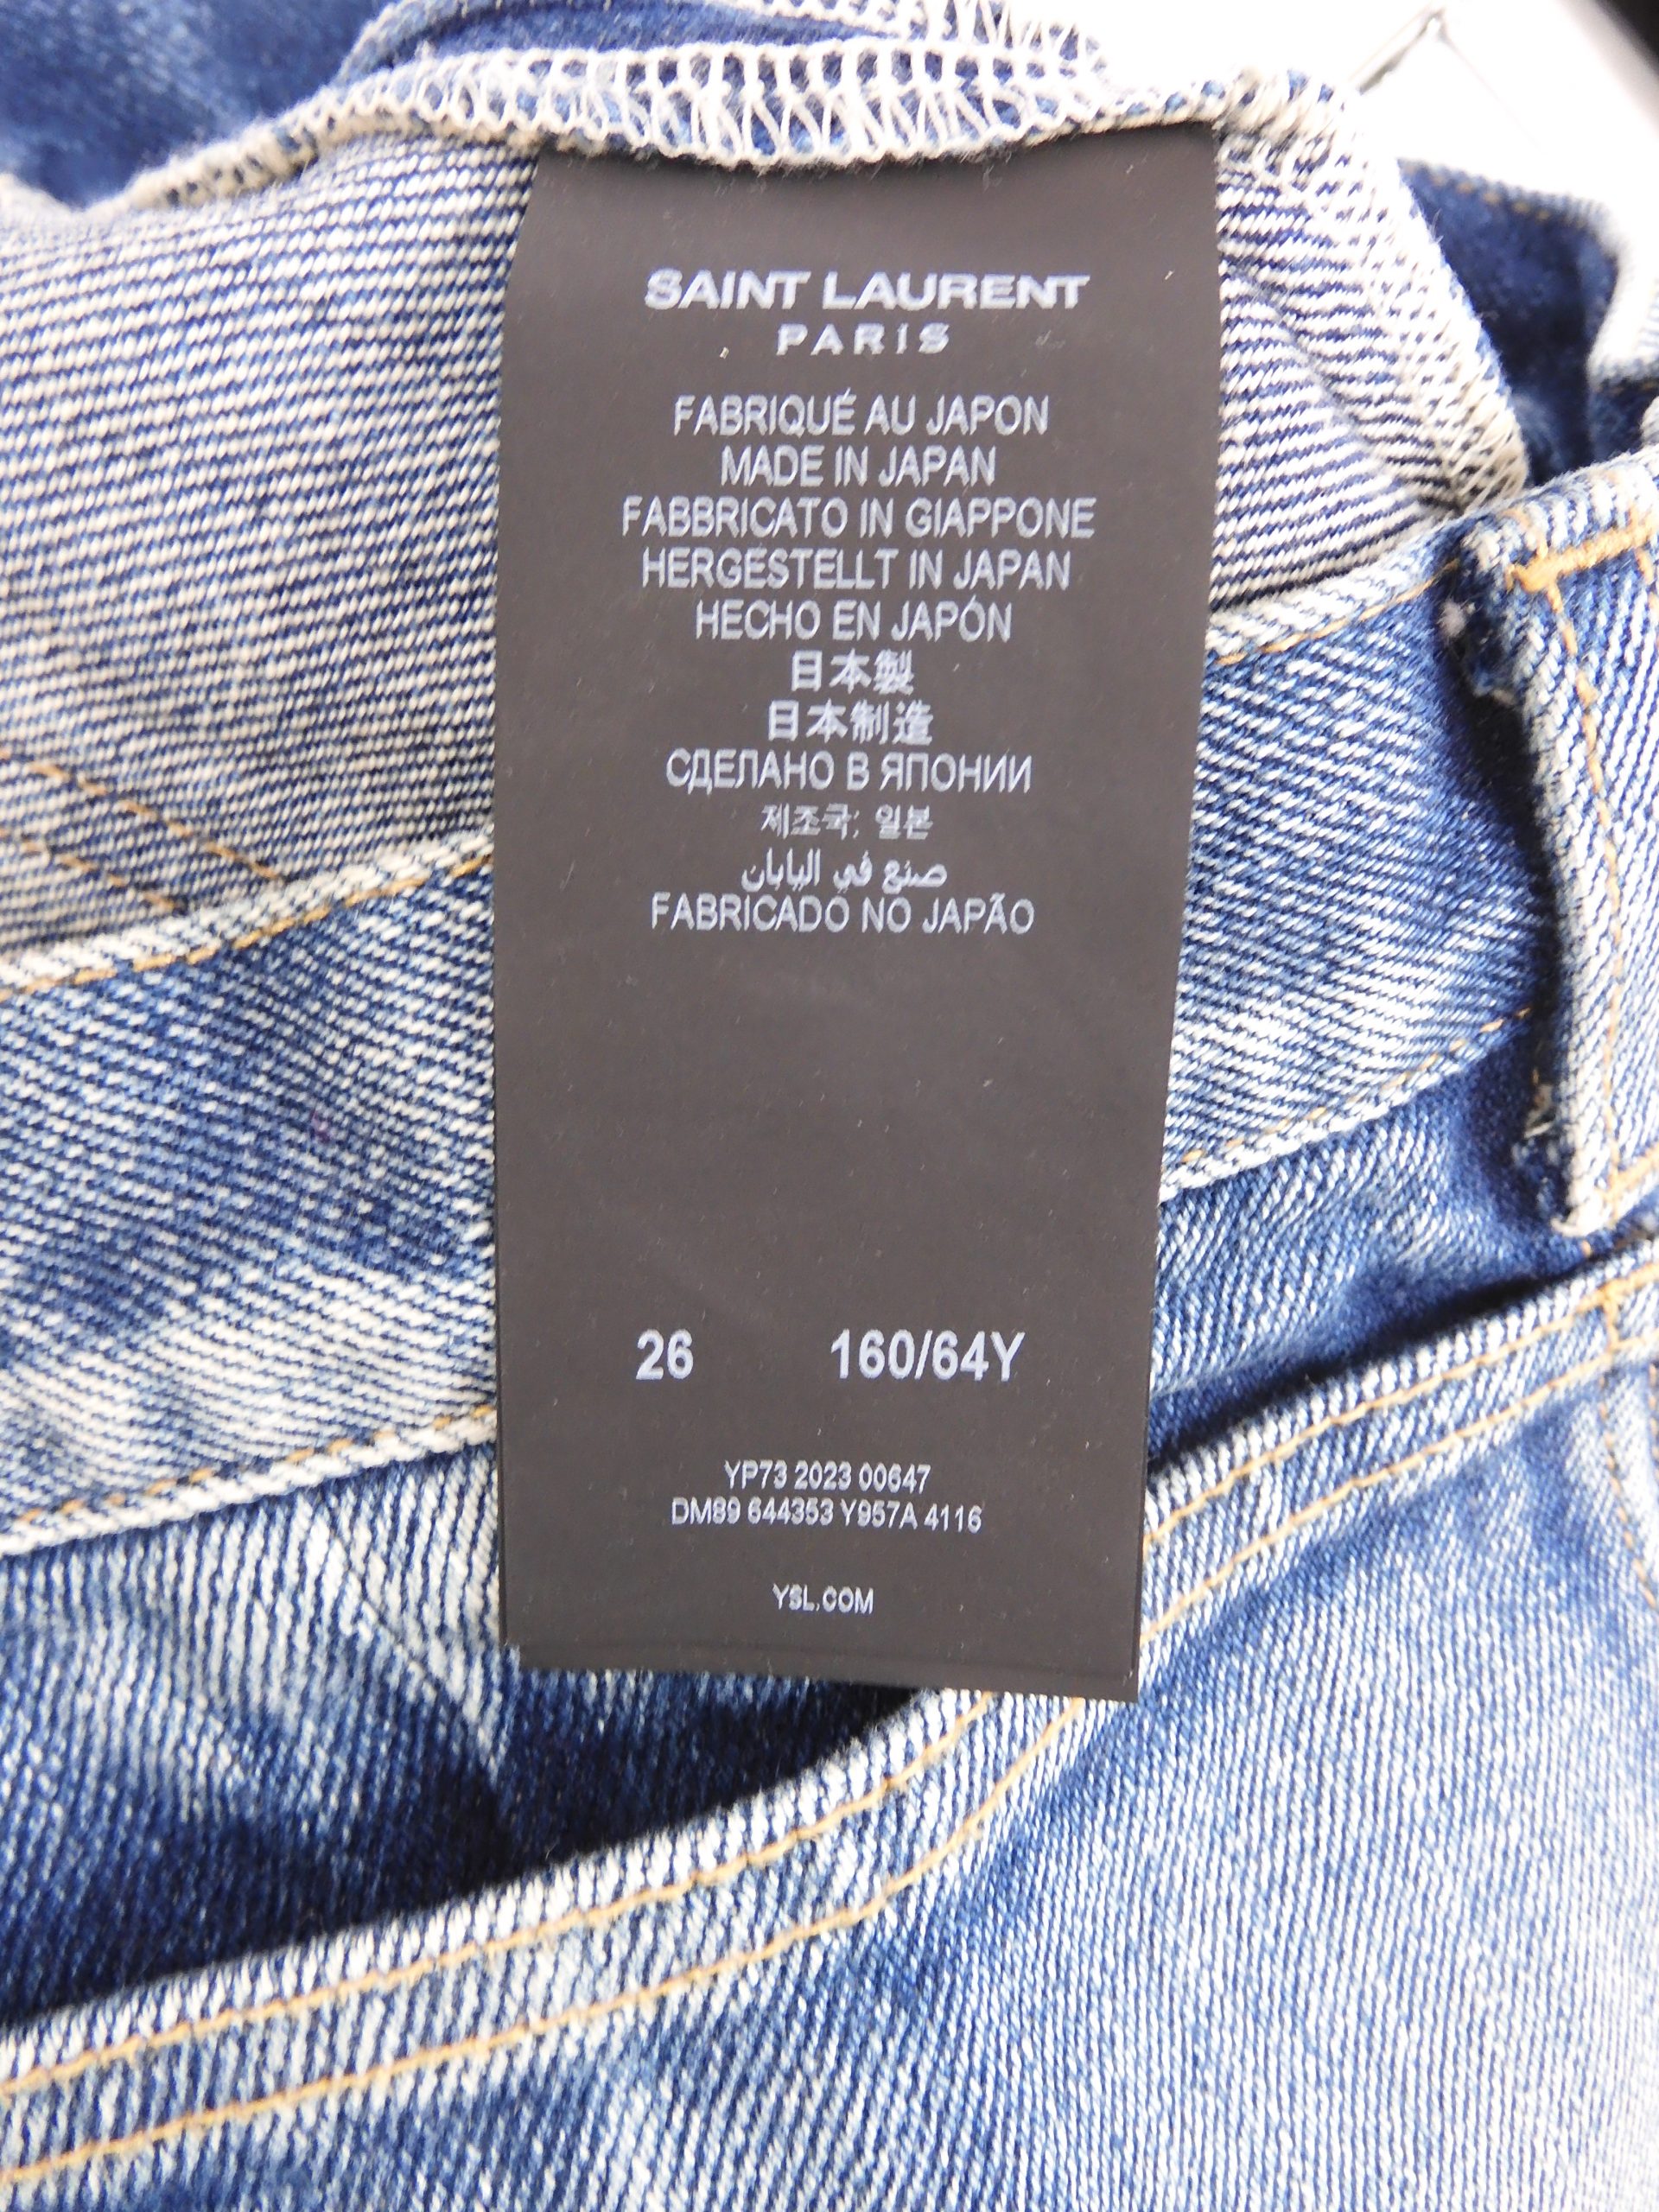 SAINT LAURENT
PARIS
FABRIQUÉ AU JAPON
MADE IN JAPAN
FABBRICATO IN GIAPPONE
HERGESTELLT IN JAPAN
HECHO EN JAPÓN
日本製
日本制造
СДЕЛАНО В ЯПОНИИ
제조국; 일본
صنع في اليابان
FABRICADO NO JAPÃO
26 160/64Y
YP73 2023 00647
DM89 644353 Y957A 4116
YSL.COM